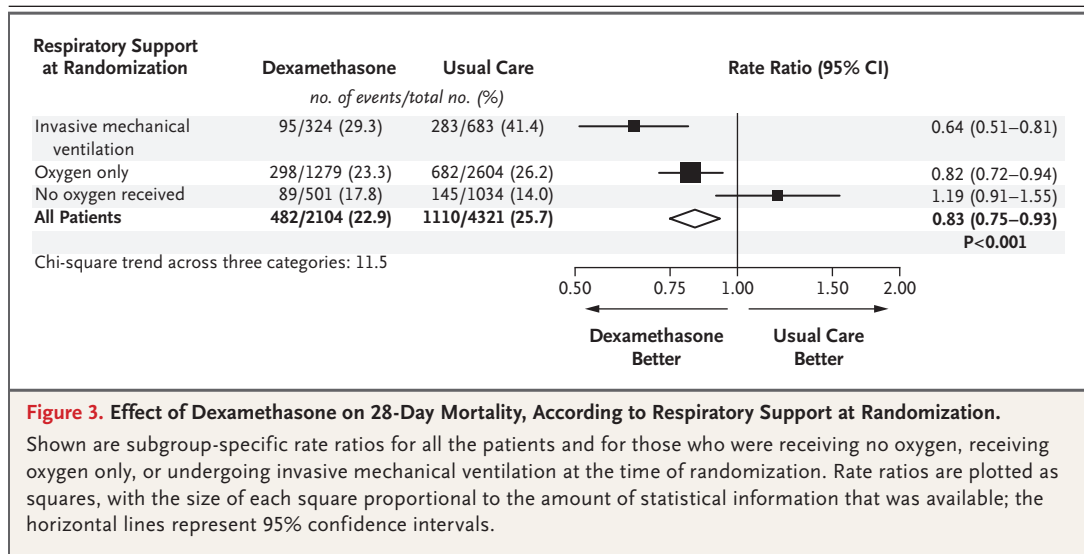 Respiratory Support
at Randomization Dexamethasone Usual Care Rate Ratio (95% CI)
no. of events/total no. (%)
Invasive mechanical 95/324 (29.3) 283/683 (41.4) 0.64 (0.51–0.81)
ventilation
Oxygen only 298/1279 (23.3) 682/2604 (26.2) 0.82 (0.72–0.94)
No oxygen received 89/501 (17.8) 145/1034 (14.0) 1.19 (0.91–1.55)
All Patients 482/2104 (22.9) 1110/4321 (25.7) 0.83 (0.75–0.93)
P<0.001
Chi-square trend across three categories: 11.5
0.50 0.75 1.00 1.50 2.00
Dexamethasone Usual Care
Better Better
Figure 3. Effect of Dexamethasone on 28-Day Mortality, According to Respiratory Support at Randomization.
Shown are subgroup-specific rate ratios for all the patients and for those who were receiving no oxygen, receiving
oxygen only, or undergoing invasive mechanical ventilation at the time of randomization. Rate ratios are plotted as
squares, with the size of each square proportional to the amount of statistical information that was available; the
horizontal lines represent 95% confidence intervals.